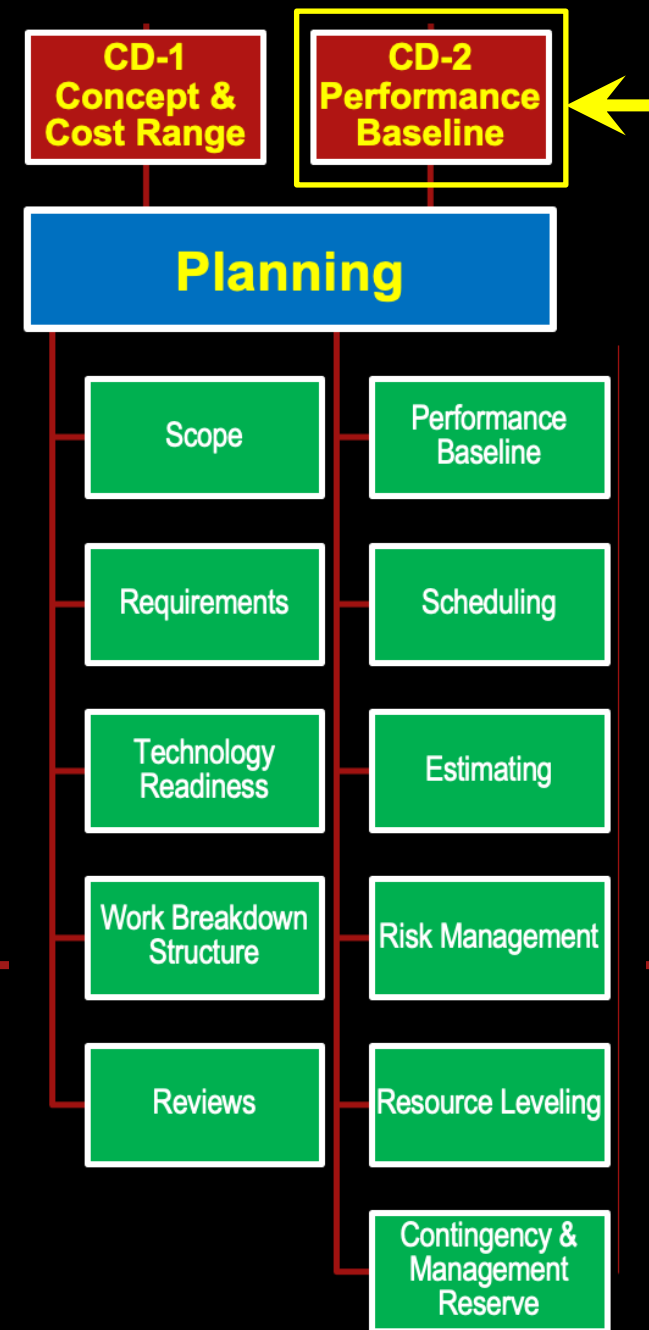 CD-1
Concept &
Cost Range
CD-2
Performance
Baseline
Planning
Scope
Requirements
Technology
Readiness
Work Breakdown
Structure
Reviews
Performance
Baseline
Scheduling
Estimating
Risk Management
Resource Leveling
Contingency &
Management
Reserve